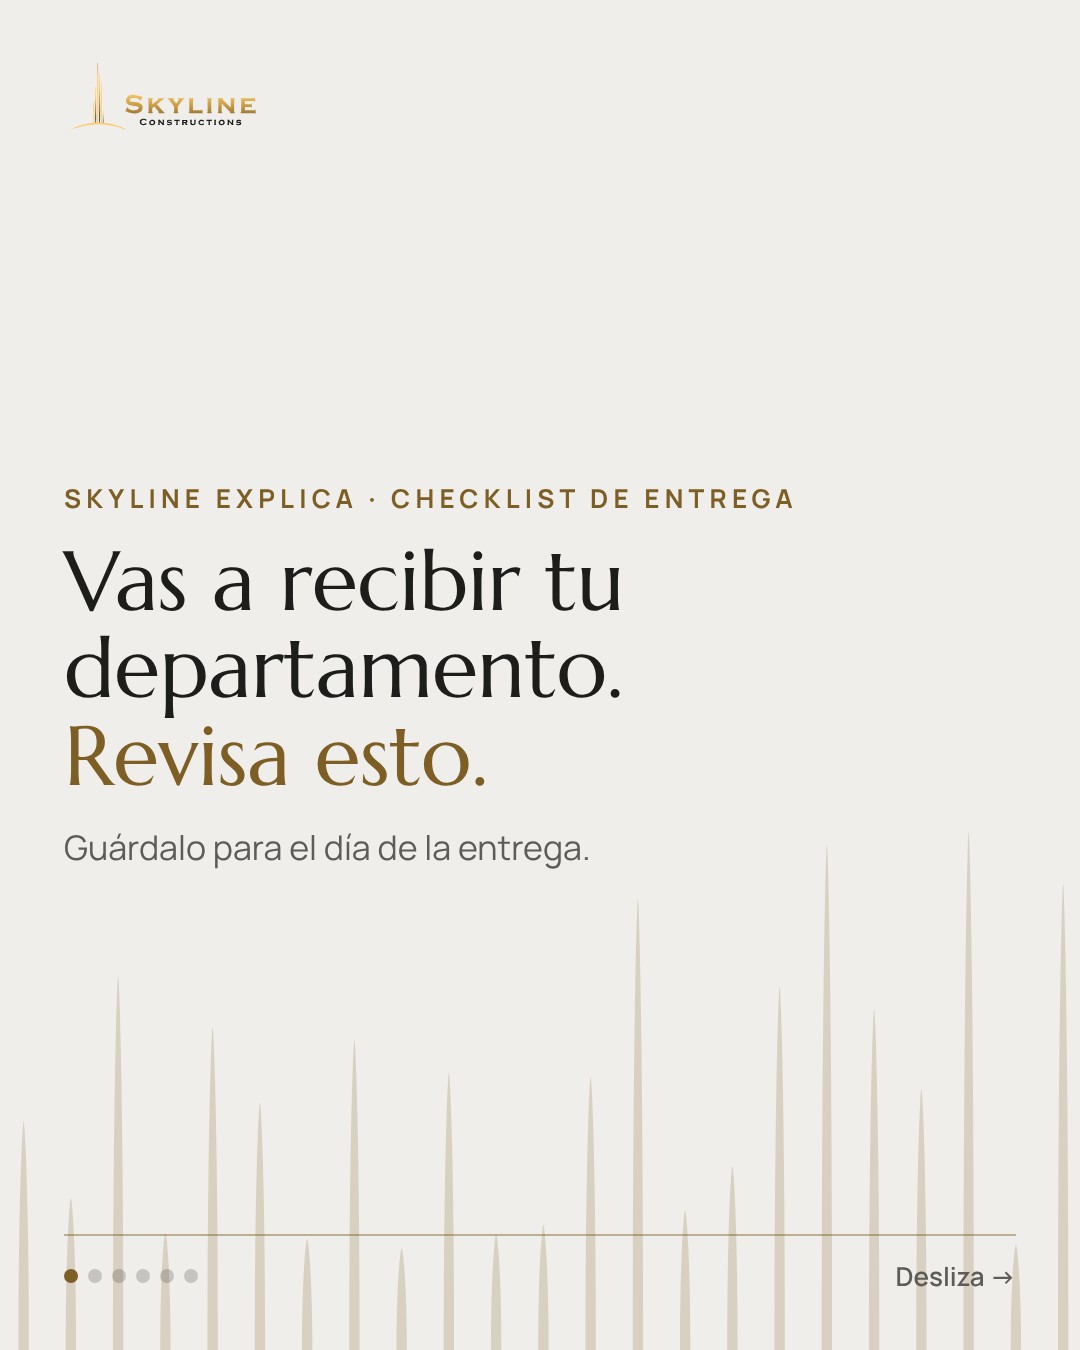 SKYLINE
CONSTRUCTIONS
SKYLINE EXPLICA · CHECKLIST DE ENTREGA
Vas a recibir tu
departamento.
Revisa esto.
Guárdalo para el día de la entrega.
Desliza →